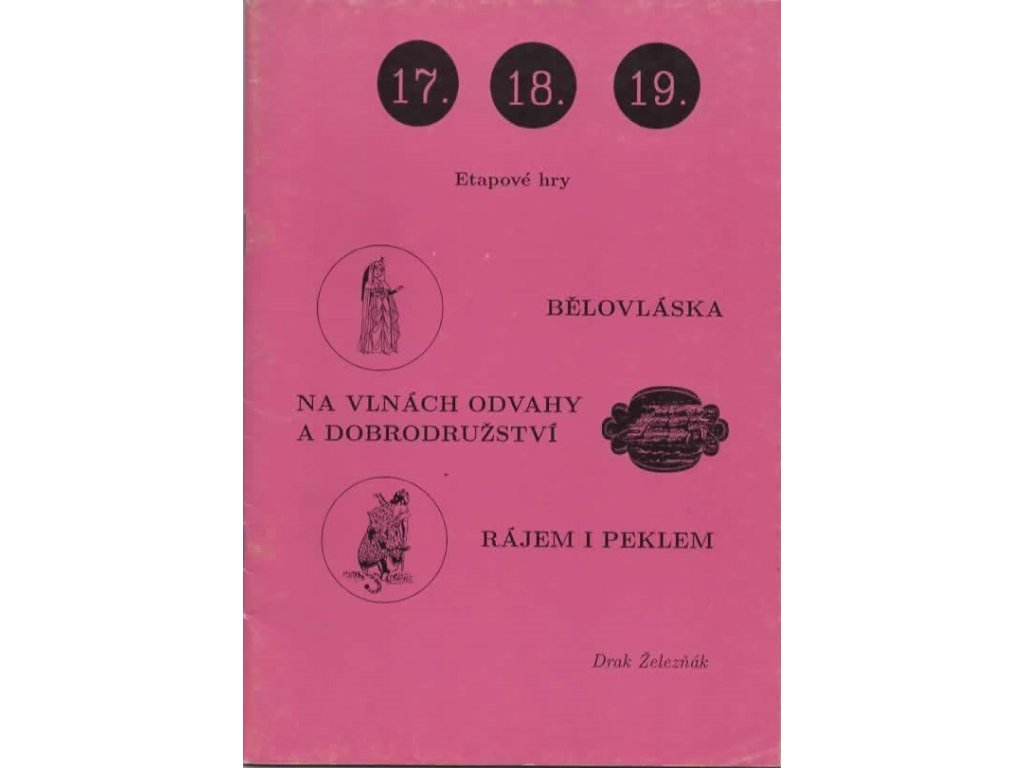 17. 18. 19.
Etapové hry
BĚLOVLÁSKA
NA VLNÁCH ODVAHY
A DOBRODRUŽSTVÍ
RÁJEM I PEKLEM
Drak Železňák